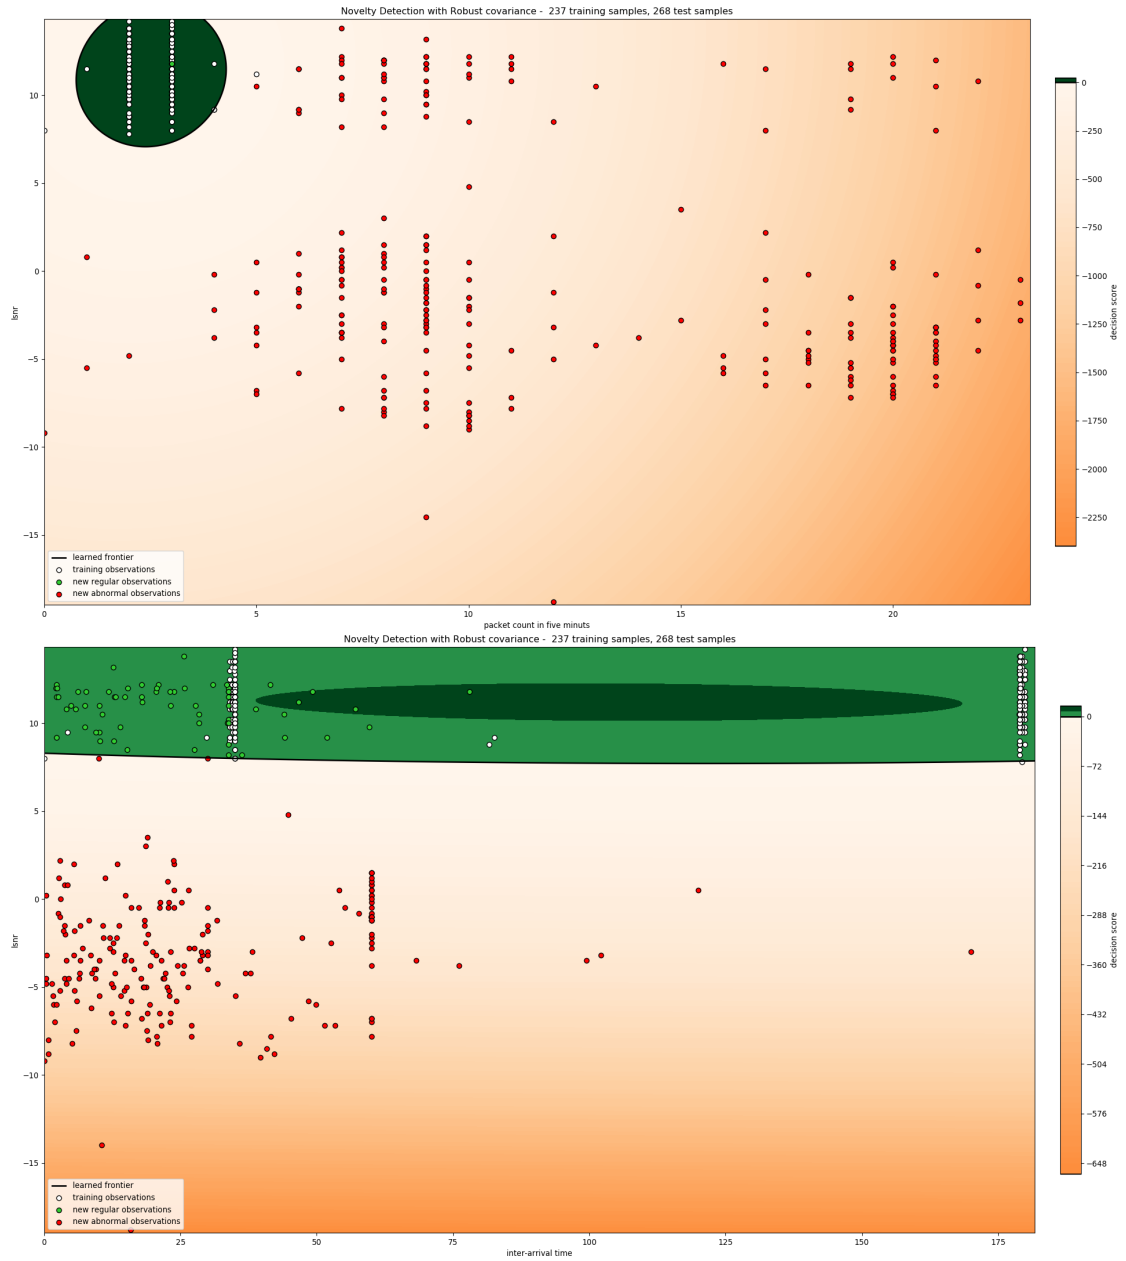 Novelty Detection with Robust covariance -  237 training samples, 268 test samples
10
5
0
−5
−10
−15
lsnr
0
5
10
15
20
packet count in five minuts
learned frontier
training observations
new regular observations
new abnormal observations
0
−250
−500
−750
−1000
−1250
−1500
−1750
−2000
−2250
decision score
Novelty Detection with Robust covariance -  237 training samples, 268 test samples
10
5
0
−5
−10
−15
lsnr
0
25
50
75
100
125
150
175
inter-arrival time
learned frontier
training observations
new regular observations
new abnormal observations
0
−72
−144
−216
−288
−360
−432
−504
−576
−648
decision score